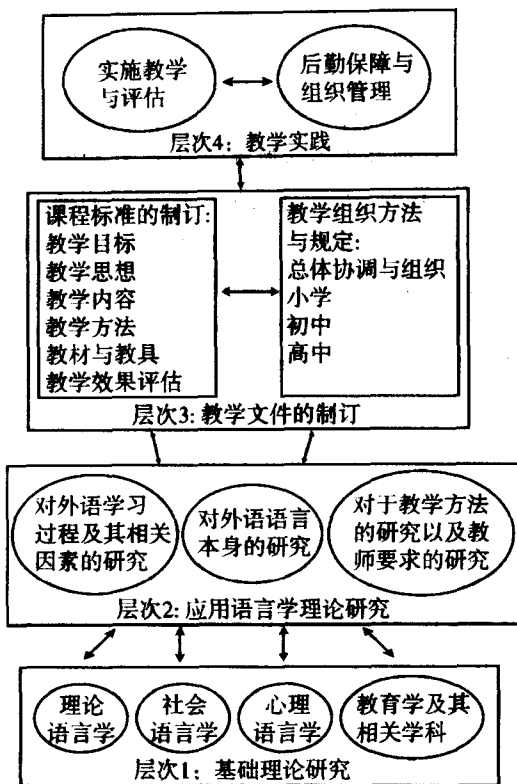 实施教学
与评估
后勤保障与
组织管理
层次4：教学实践
课程标准的制订:
教学目标
教学思想
教学内容
教学方法
教材与教具
教学效果评估
教学组织方法
与规定:
总体协调与组织
小学
初中
高中
层次3: 教学文件的制订
对外语学习
过程及其相关
因素的研究
对外语语言
本身的研究
对于教学方法
的研究以及教
师要求的研究
层次2: 应用语言学理论研究
理论
语言学
社会
语言学
心理
语言学
教育学及其
相关学科
层次1：基础理论研究